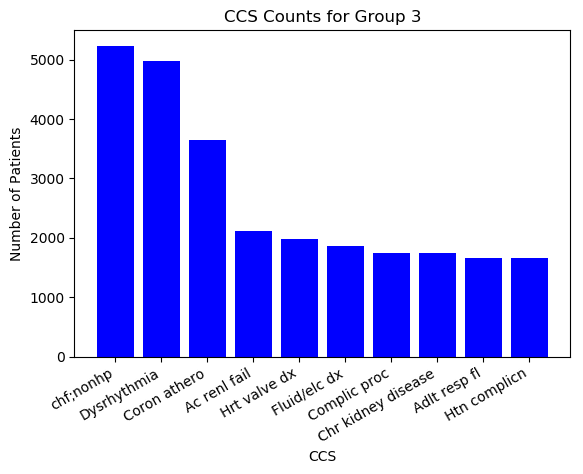 CCS Counts for Group 3
Number of Patients
5000
4000
3000
2000
1000
0
chf:nonhp
Dysrhythmia
Coron athero
Ac renl fail
Hrt valve dx
Fluid/elc dx
Complic proc
Chr kidney disease
Adlt resp fl
Htn complicn
CCS